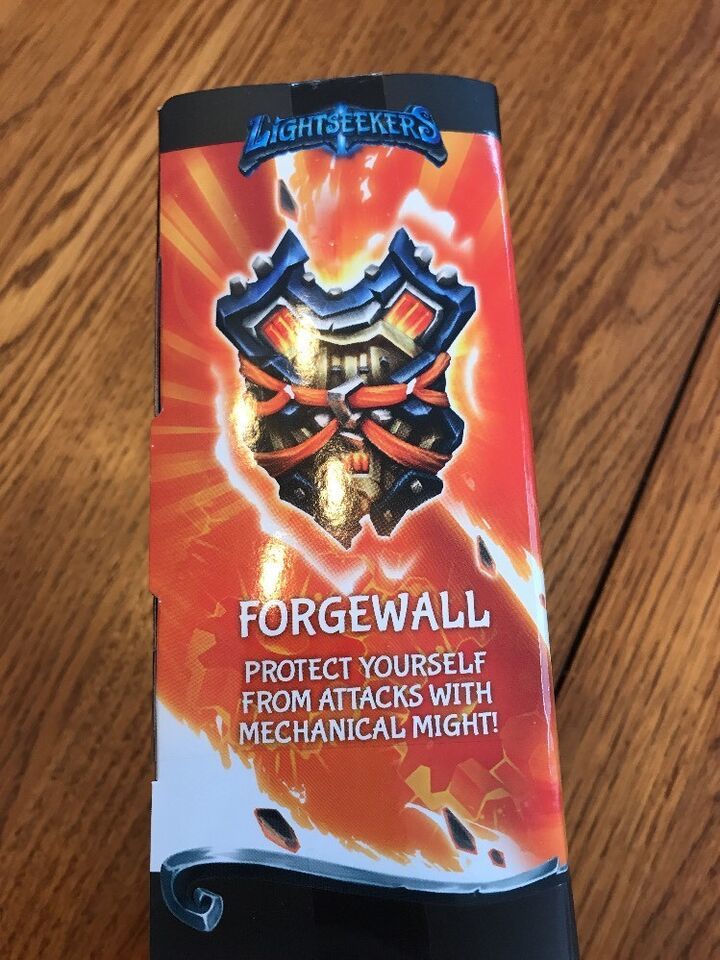 LIGHTSEEKERS
FORGEWALL
PROTECT YOURSELF
FROM ATTACKS WITH
MECHANICAL MIGHT!